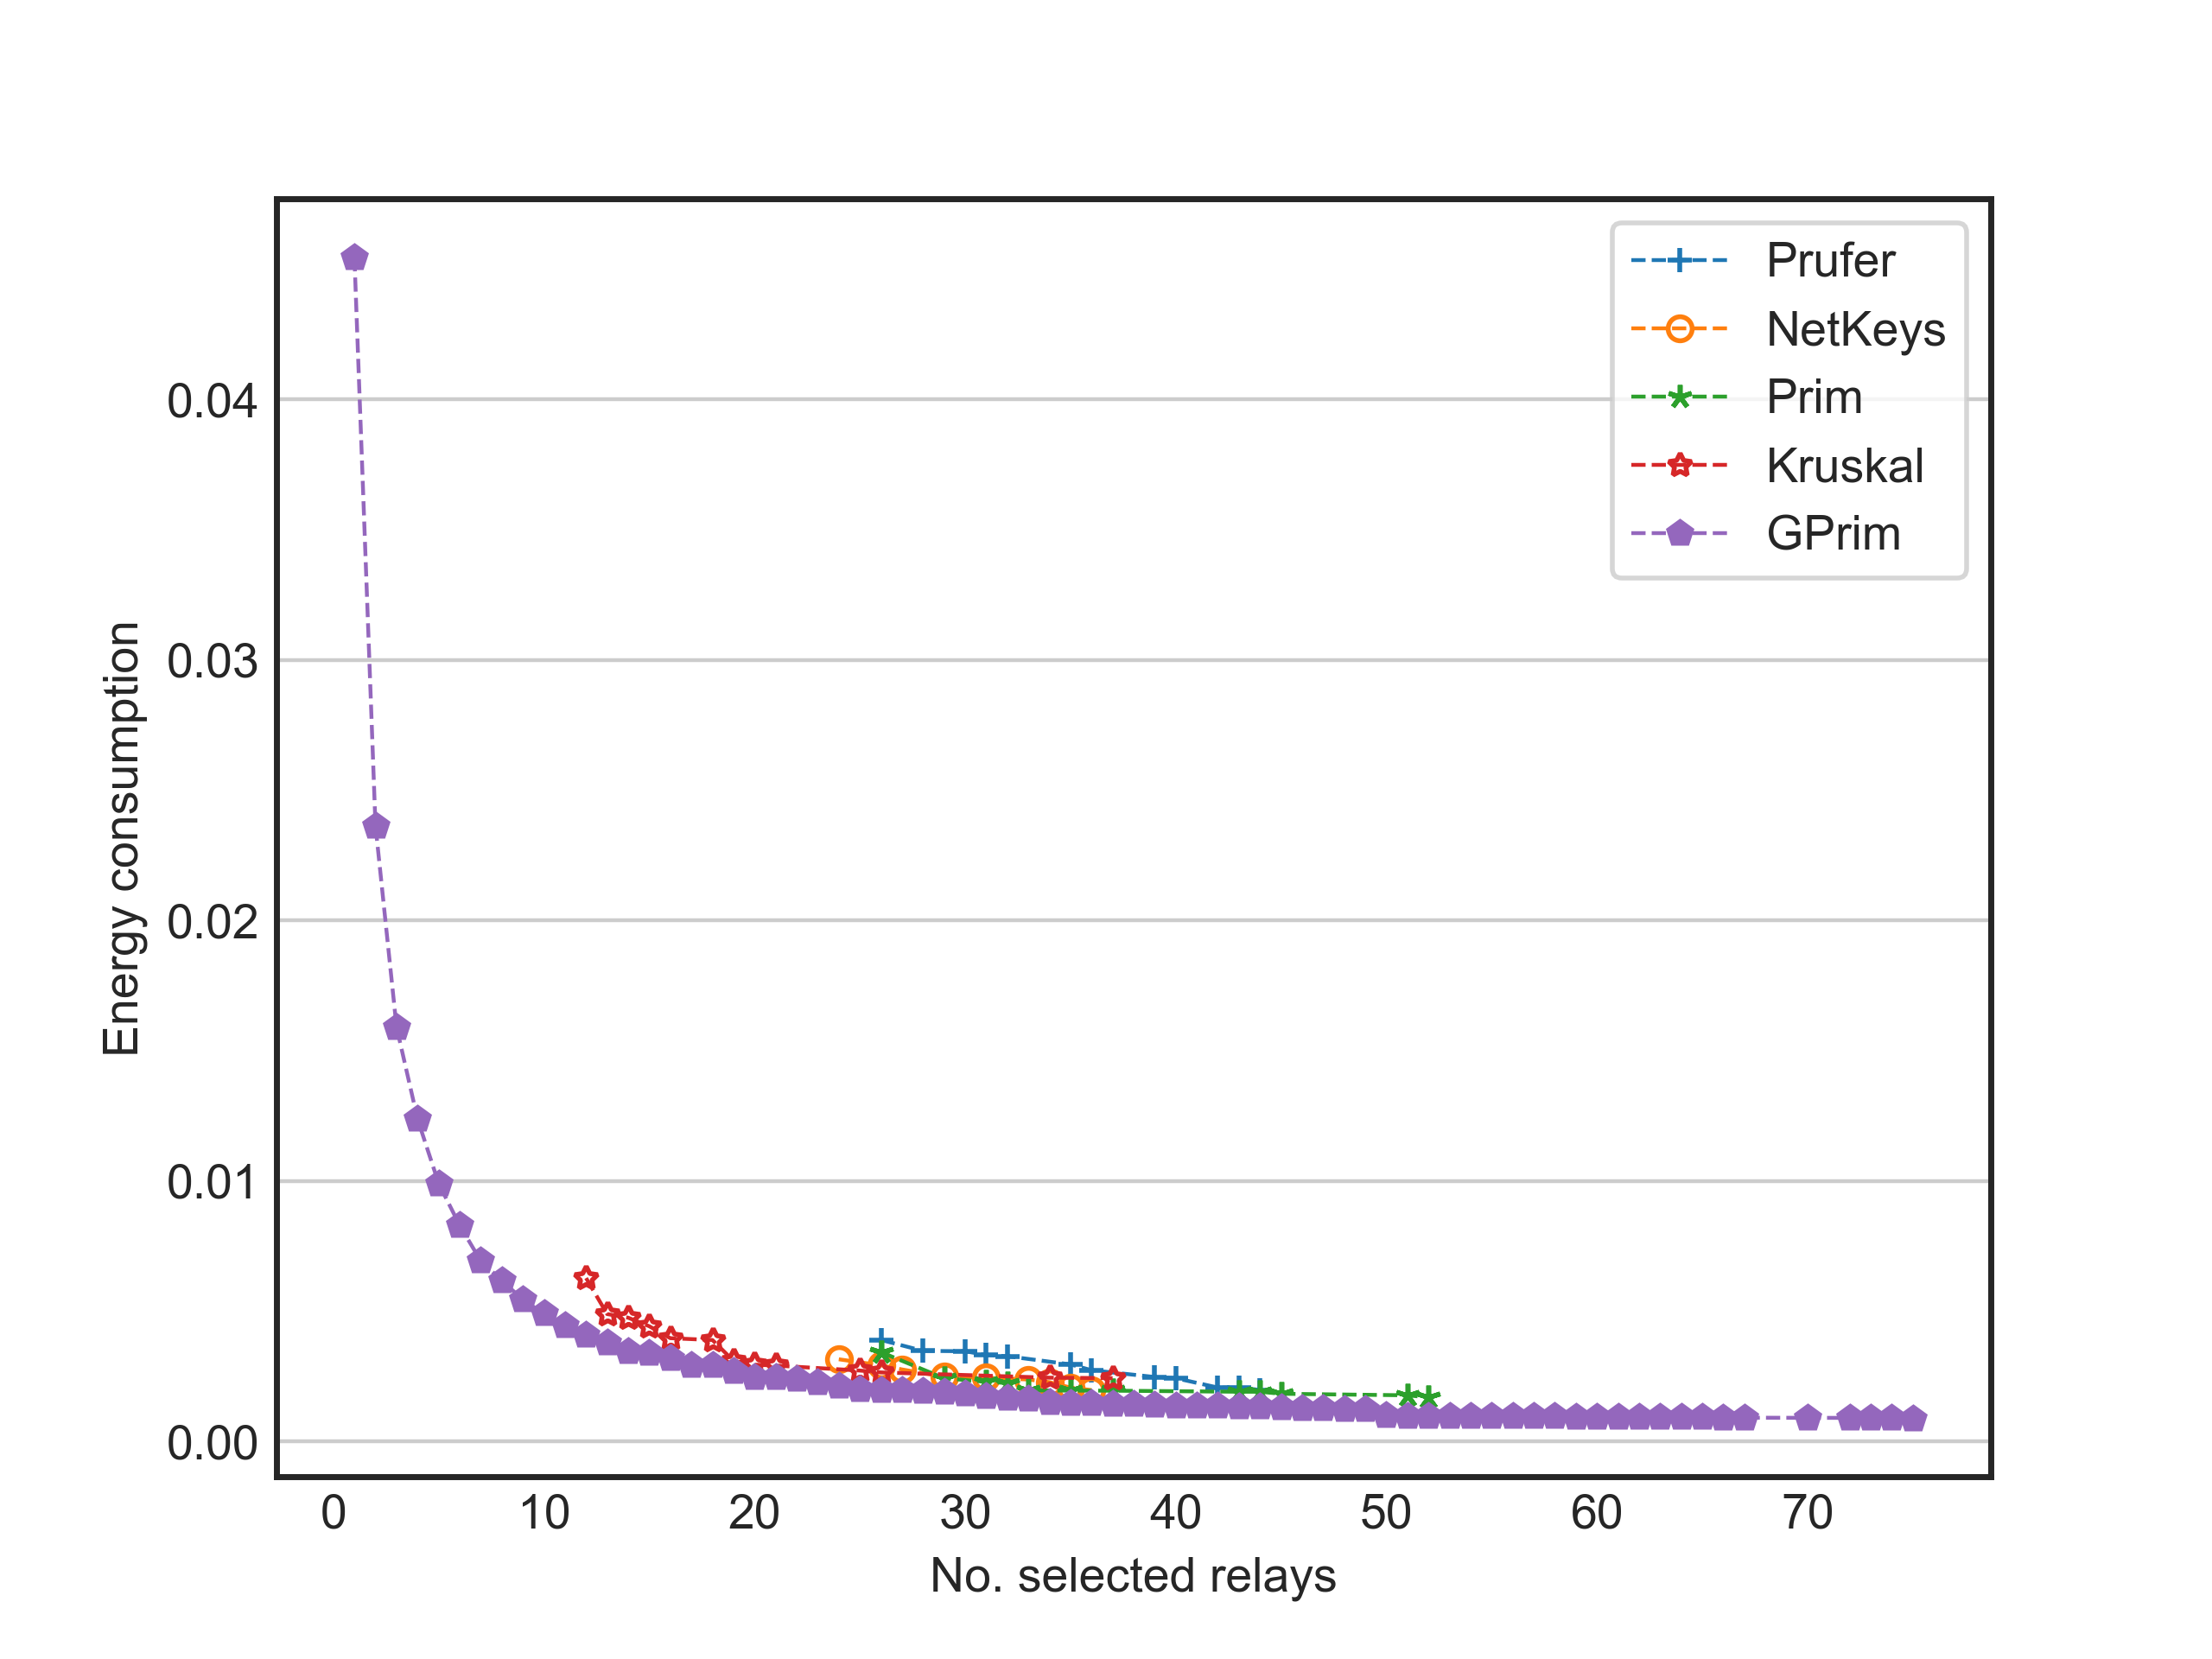 Prufer
NetKeys
Prim
Kruskal
GPrim
0.04
0.03
0.02
0.01
0.00
Energy consumption
0 10 20 30 40 50 60 70
No. selected relays